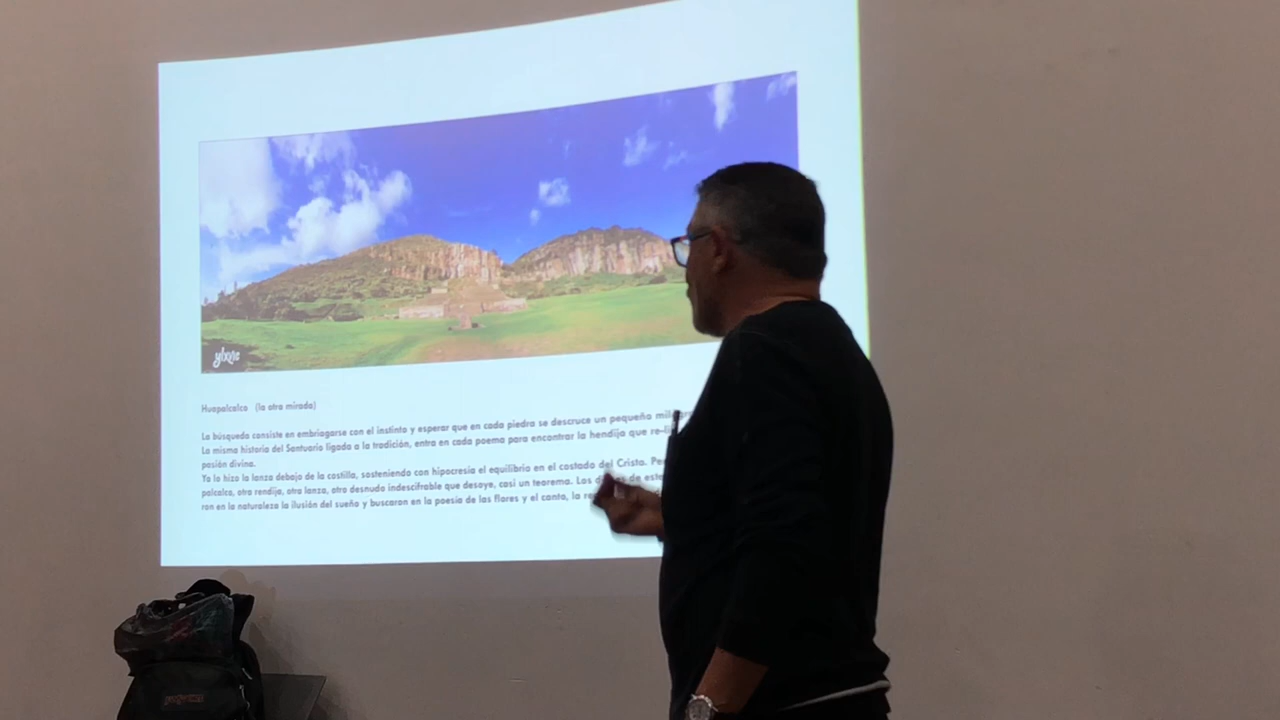 ylxve
Huapalcalco (la otra mirada)
La búsqueda consiste en embriagarse con el instinto y esperar que en cada piedra se descruce un pequeña
La misma historia del Santuario ligada a la tradición, entra en cada poema para encontrar la hendija que
pasión divina.
Ya lo hizo la lanza debajo de la costilla, sosteniendo con hipocresía el equilibrio en el costado del Cristo.
palcalco, otra rendija, otra lanza, otro desnudo indescifrable que desoye, casi un teorema. Los de
ron en la naturaleza la ilusión del sueño y buscaron en la poesía de las flores y el canto, la